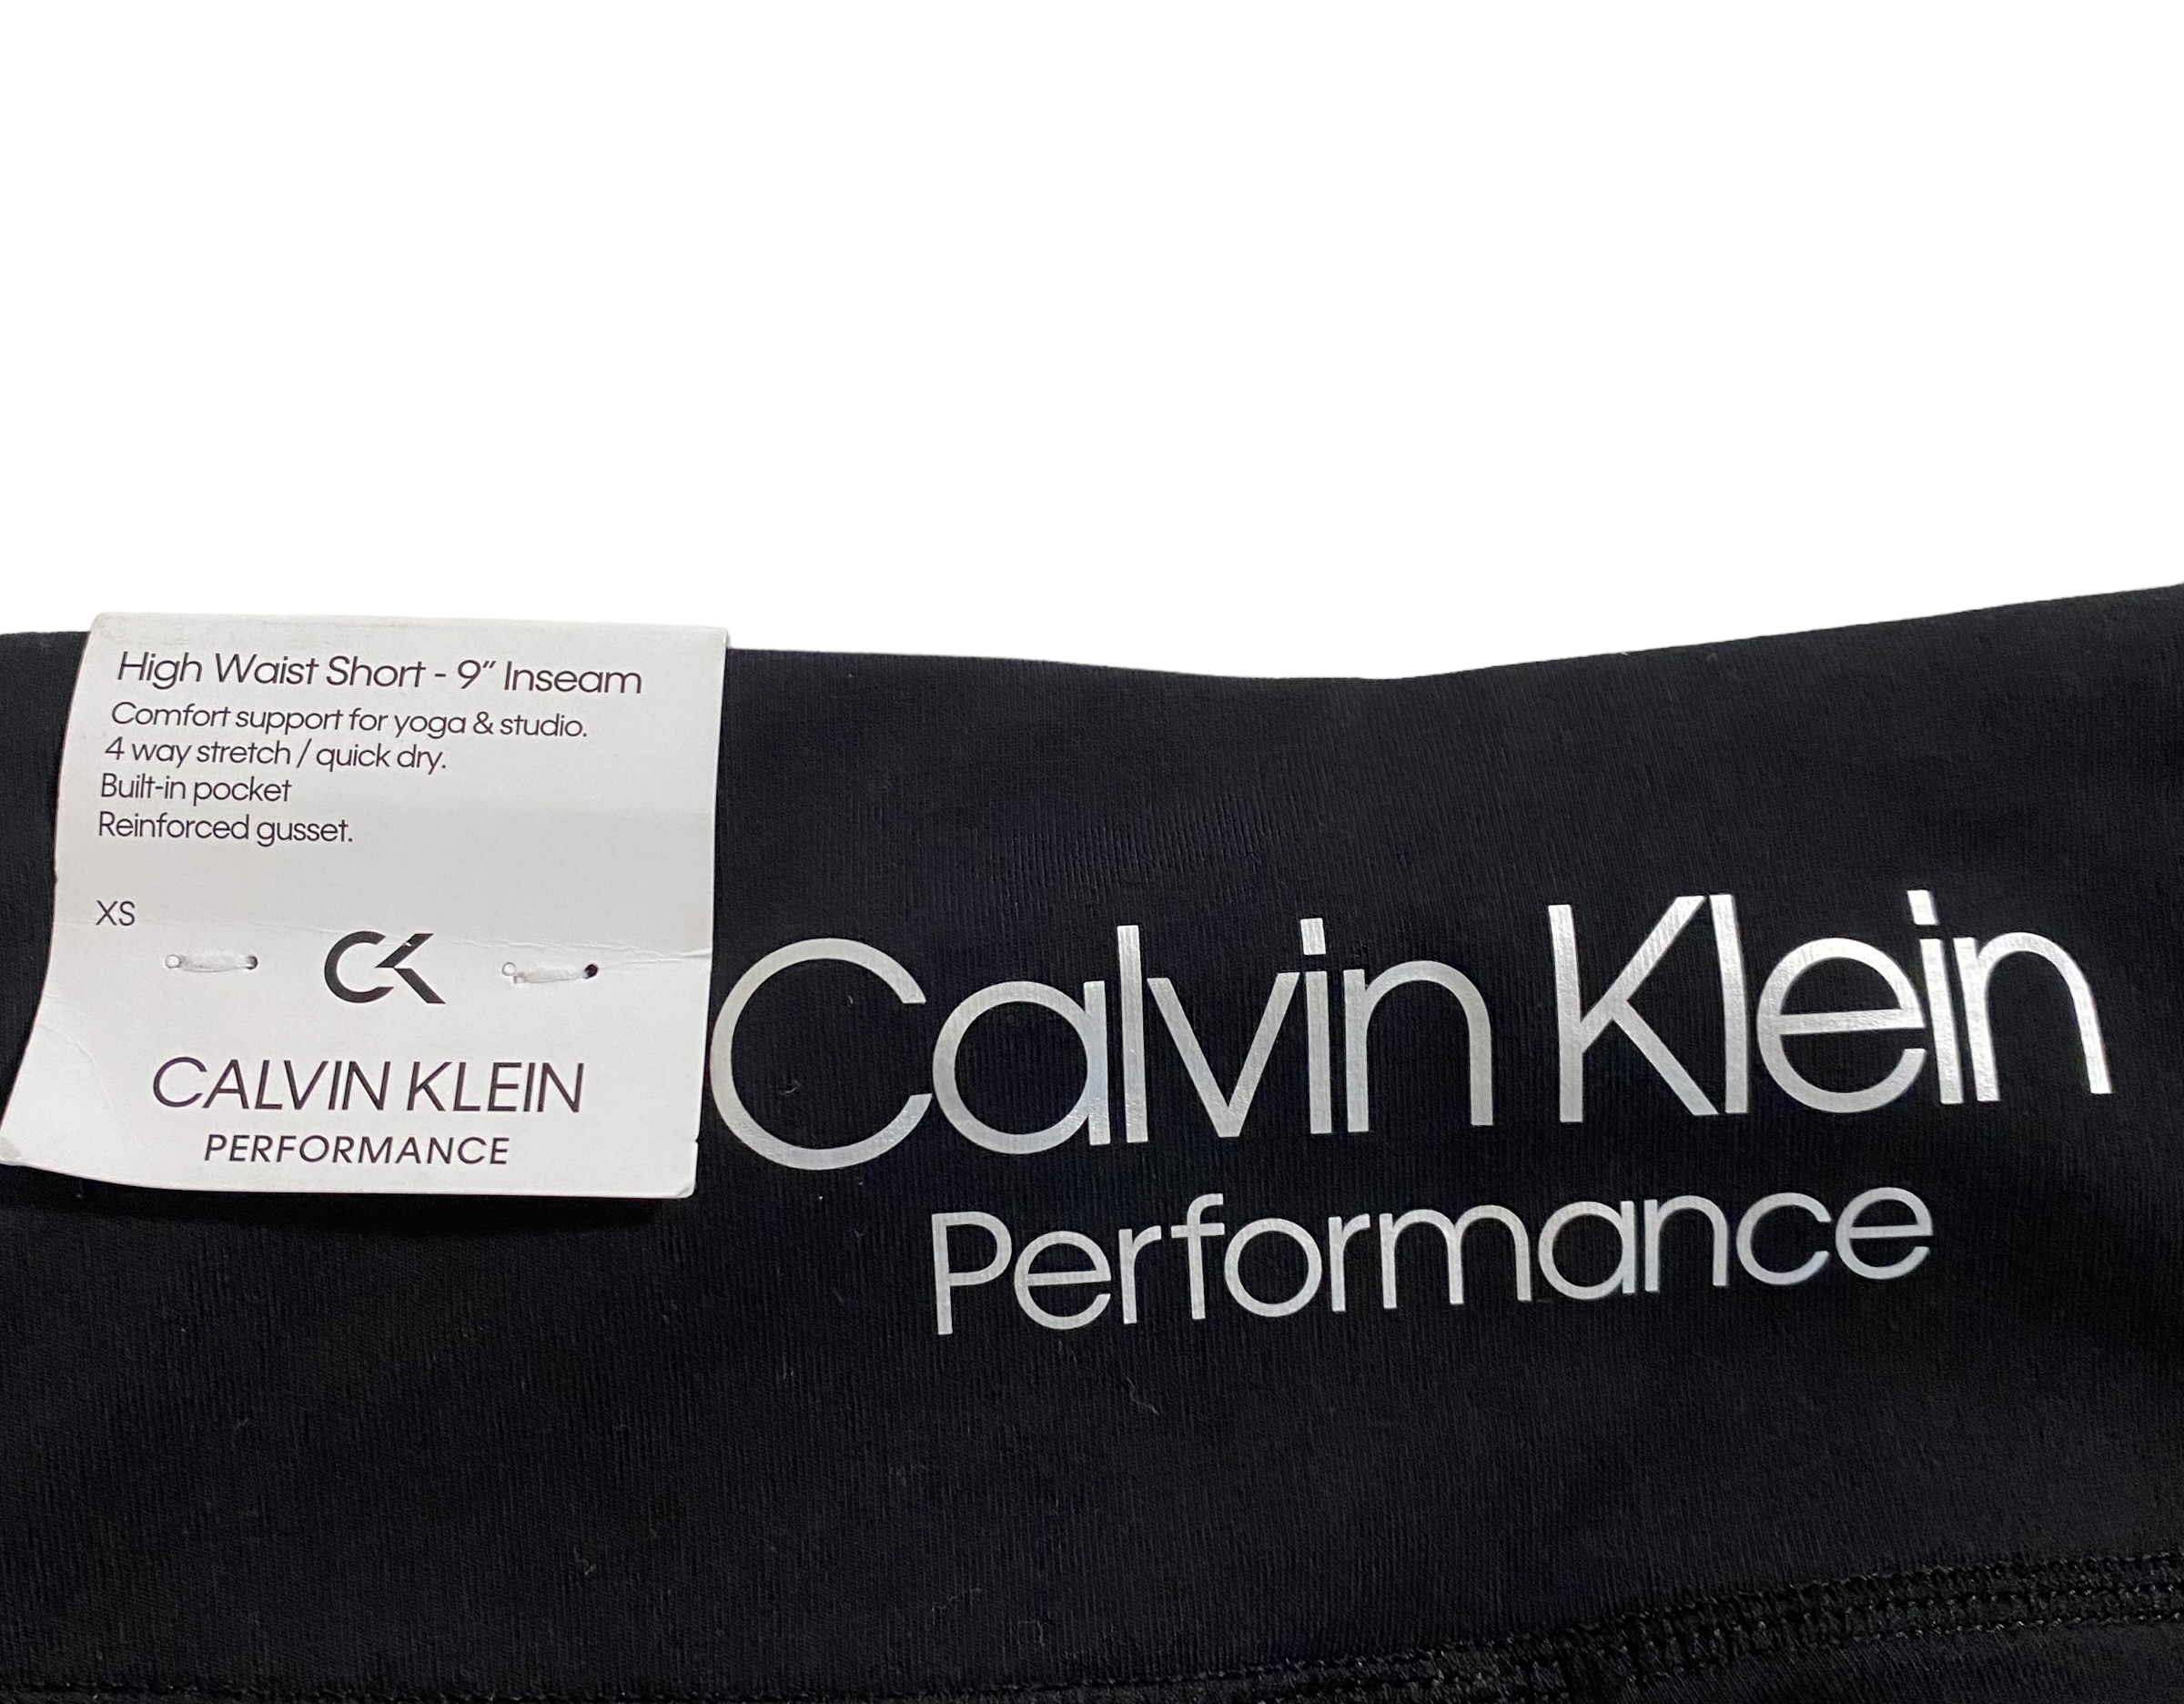 High Waist Short - 9” Inseam
Comfort support for yoga & studio.
4 way stretch / quick dry.
Built-in pocket
Reinforced gusset.
XS
CK
CALVIN KLEIN
PERFORMANCE
Calvin Klein
Performance